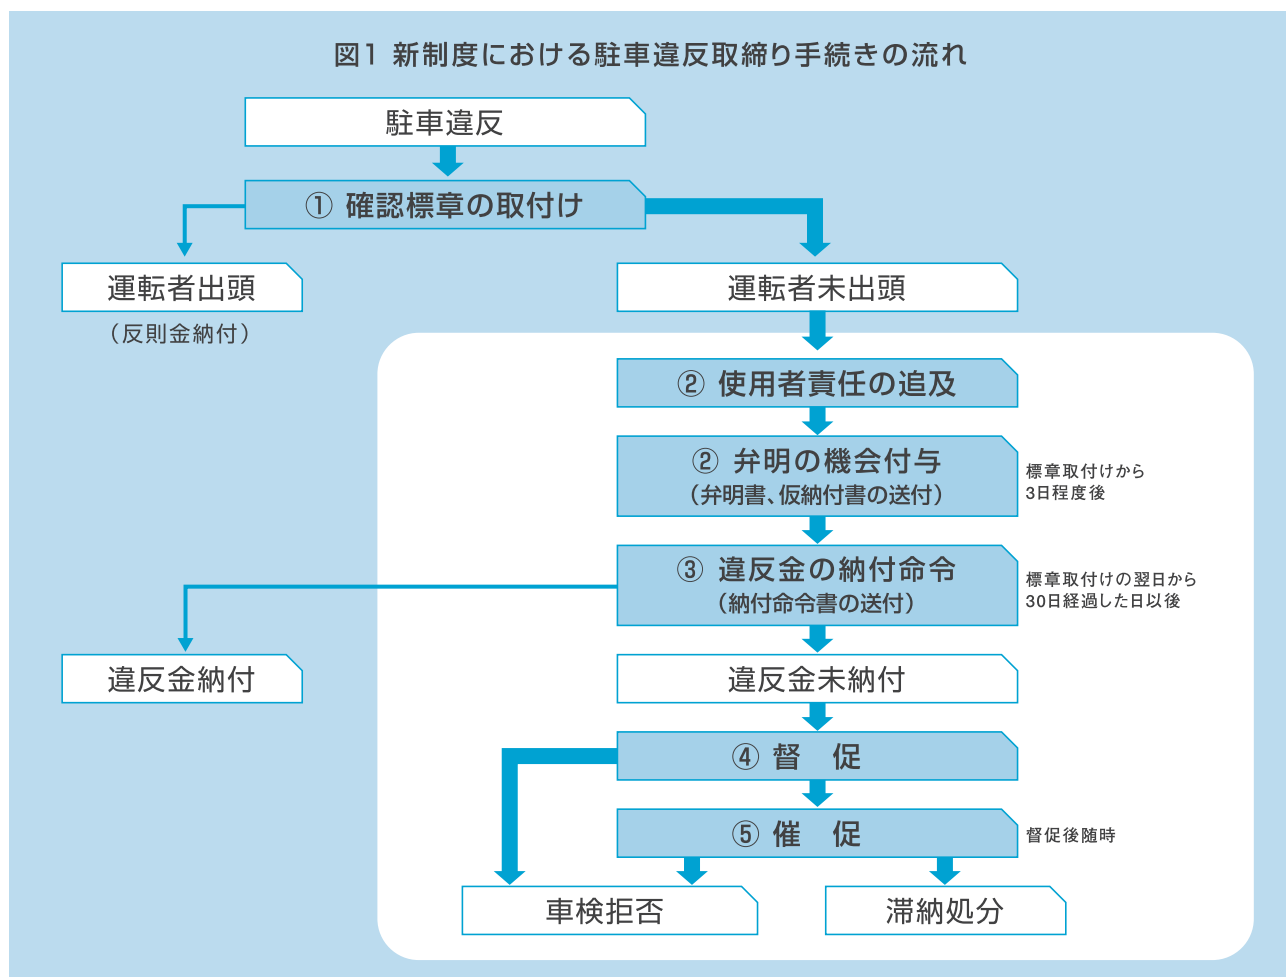 図1 新制度における駐車違反取締り手続きの流れ
駐車違反
① 確認標章の取付け
運転者出頭
（反則金納付）
運転者未出頭
② 使用者責任の追及
② 弁明の機会付与
（弁明書、仮納付書の送付）
標章取付けから
3日程度後
③ 違反金の納付命令
（納付命令書の送付）
標章取付けの翌日から
30日経過した日以後
違反金納付
違反金未納付
④ 督　促
⑤ 催　促
督促後随時
車検拒否
滞納処分